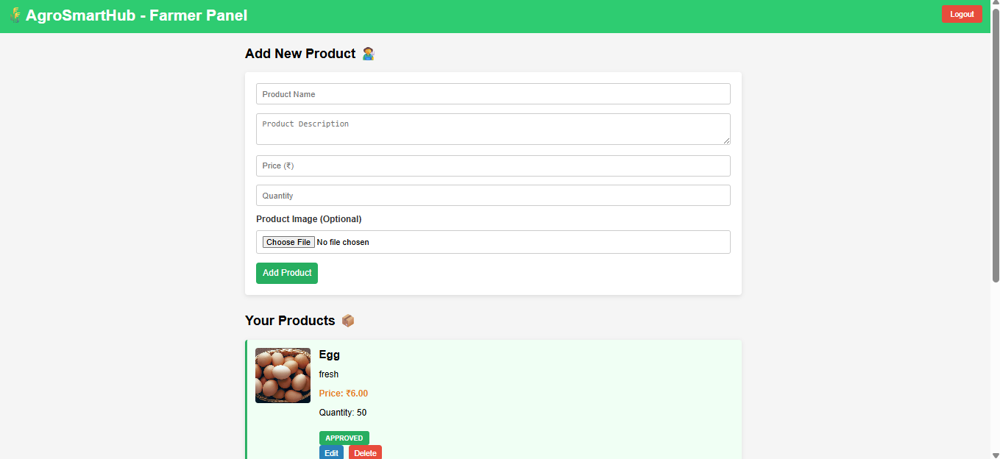 AgroSmartHub - Farmer Panel
Logout
Add New Product
Product Name
Product Description
Price (₹)
Quantity
Product Image (Optional)
Choose File No file chosen
Add Product
Your Products
Egg
fresh
Price: ₹6.00
Quantity: 50
APPROVED
Edit Delete